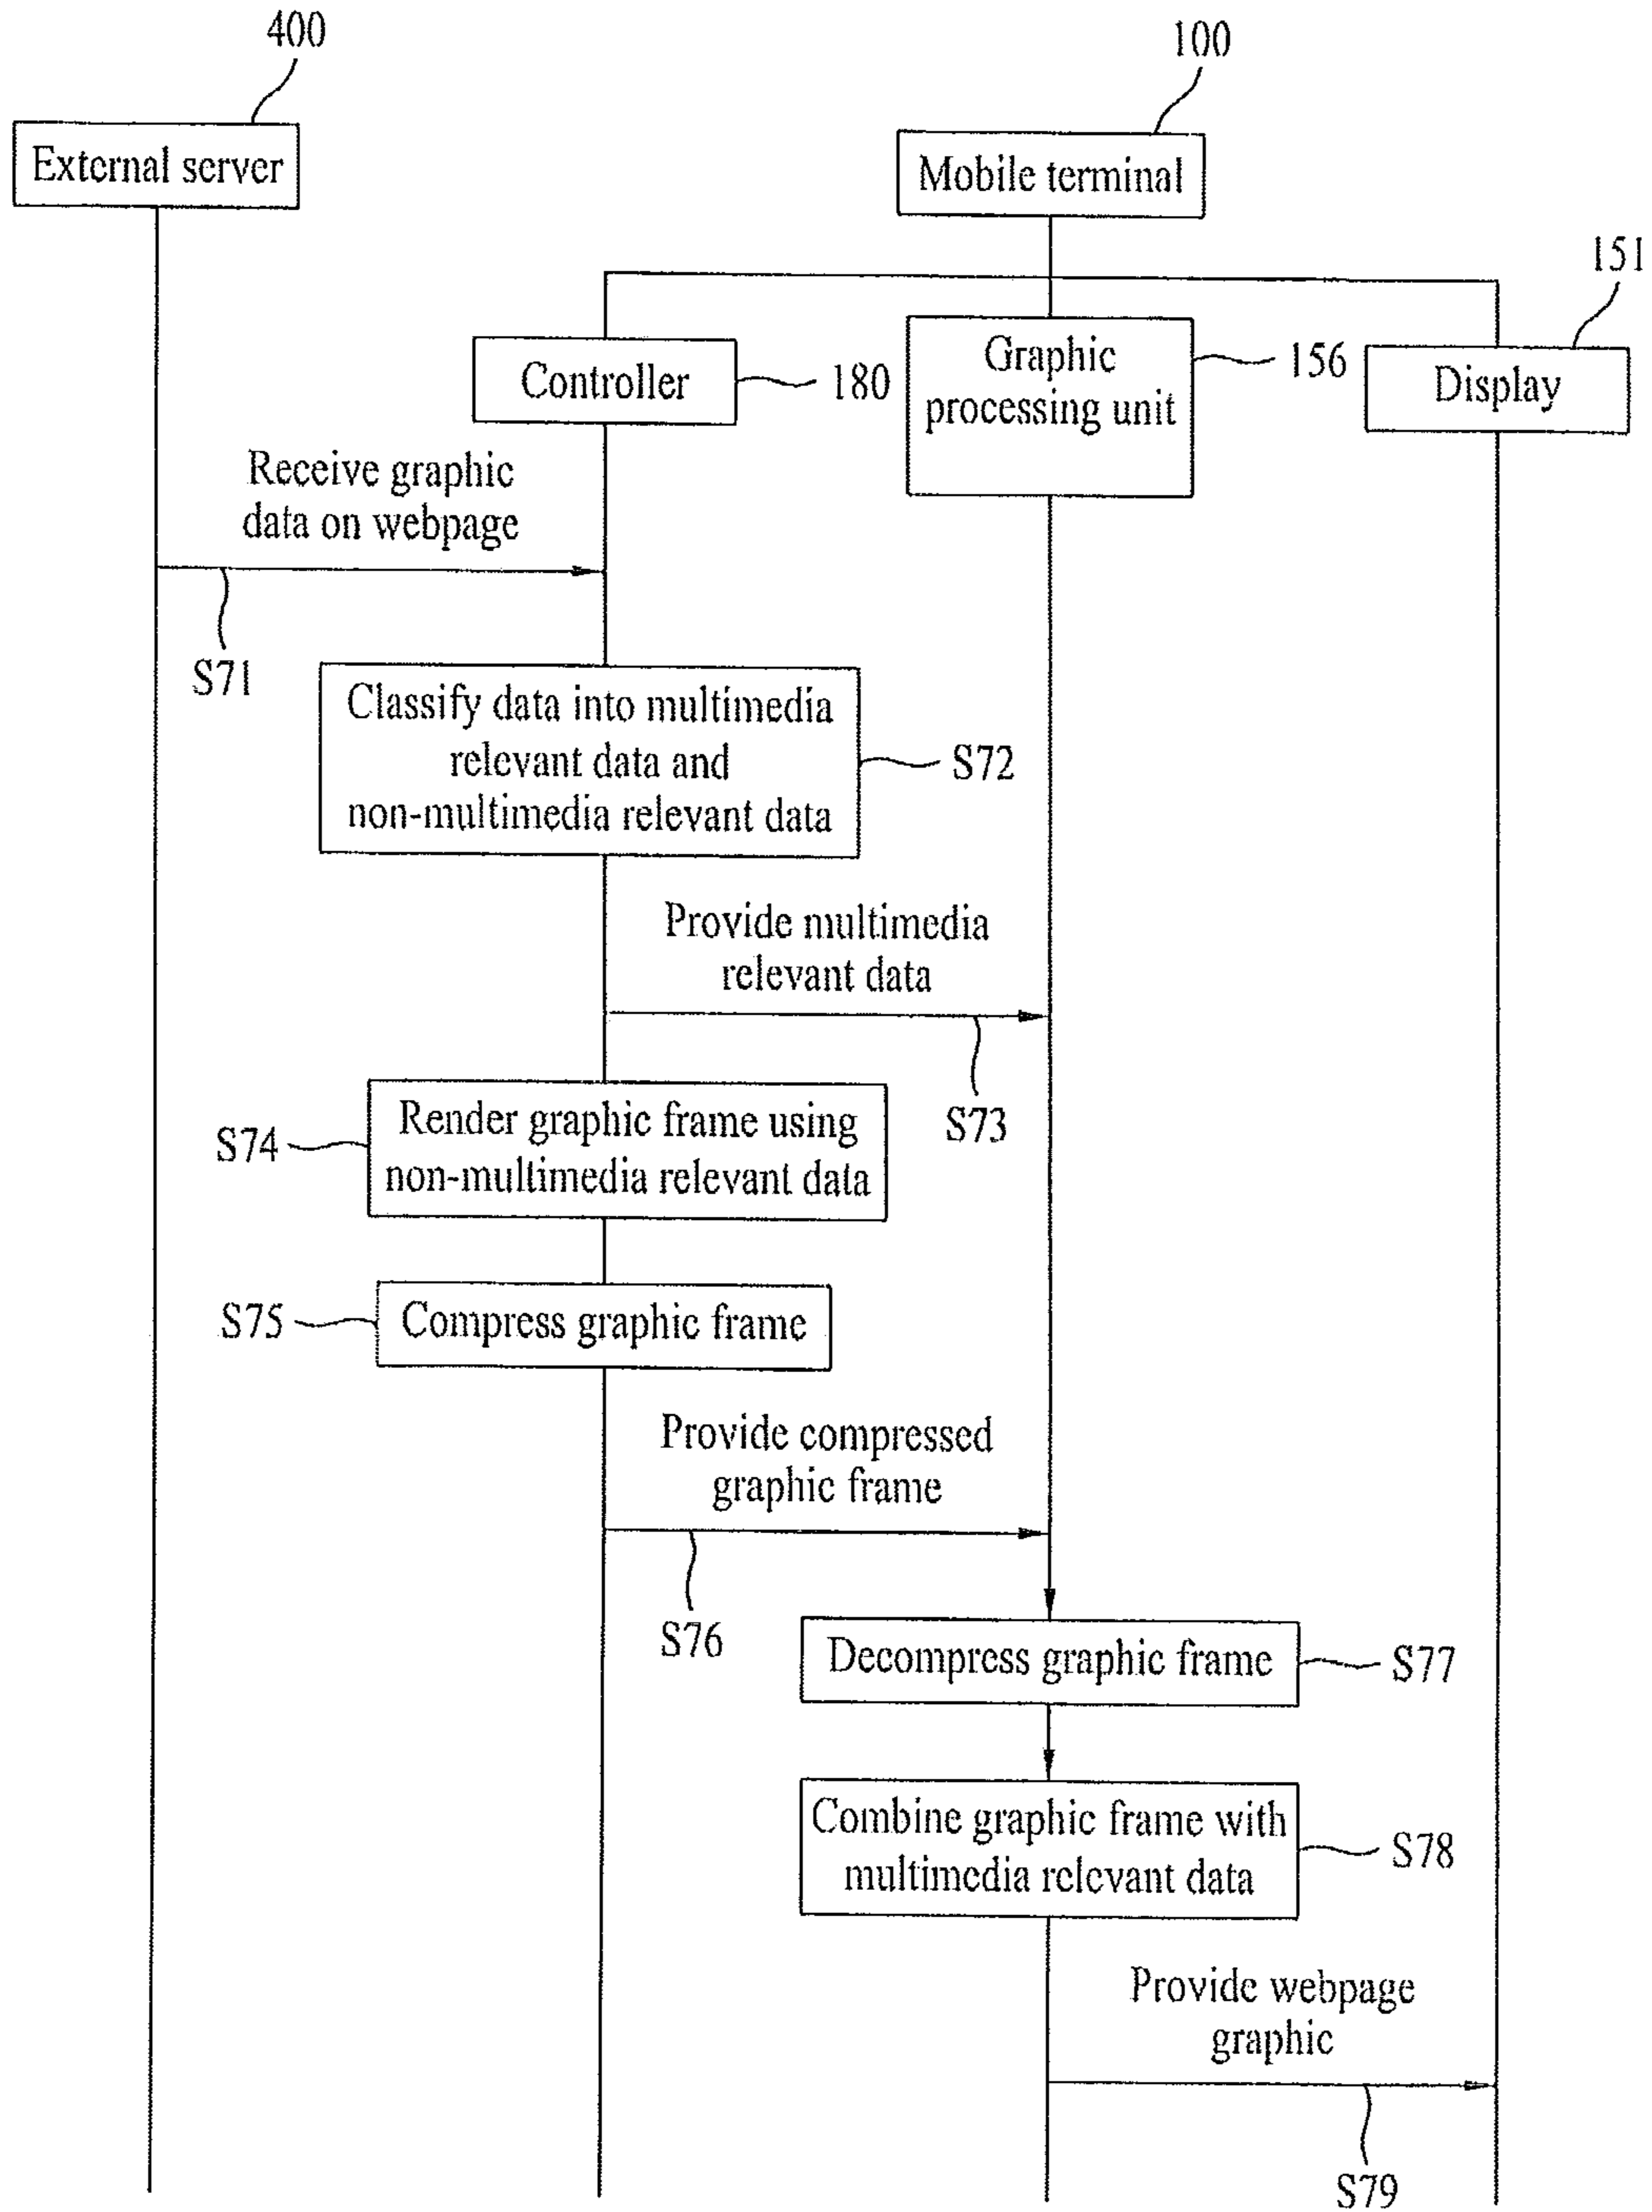 400
100
External server
Mobile terminal
151
Controller
180
Graphic
processing unit
156
Display
Receive graphic
data on webpage
S71
Classify data into multimedia
relevant data and
non-multimedia relevant data
S72
Provide multimedia
relevant data
S73
S74
Render graphic frame using
non-multimedia relevant data
S75
Compress graphic frame
Provide compressed
graphic frame
S76
Decompress graphic frame
S77
Combine graphic frame with
multimedia relevant data
S78
Provide webpage
graphic
S79